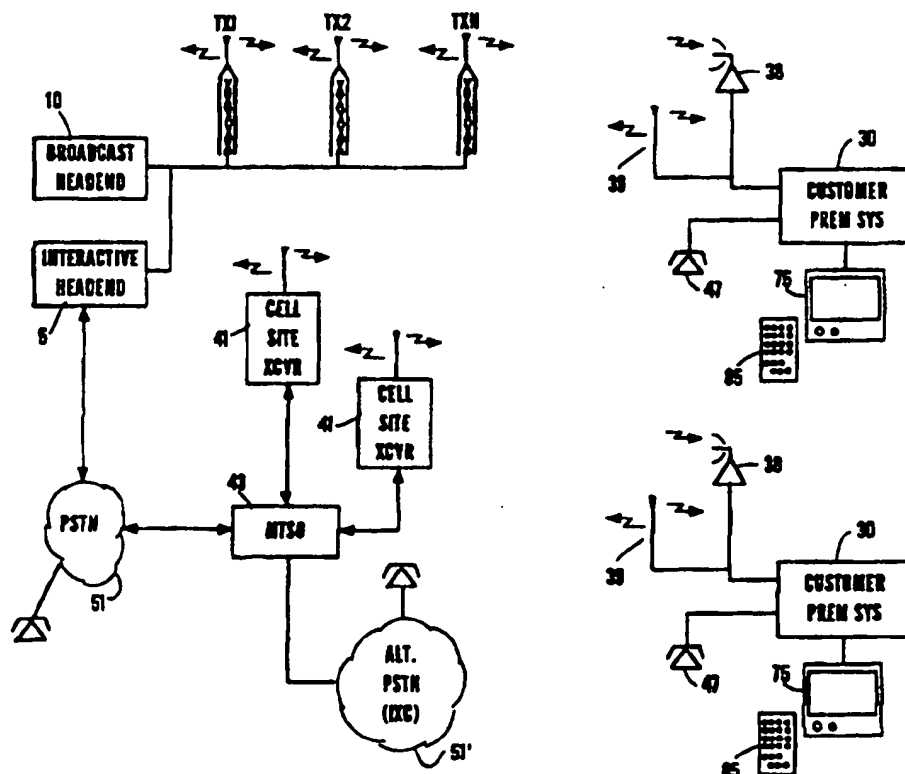 TX1
TX2
TXN
10
BROADCAST
HEADEND
INTERACTIVE
HEADEND
5
41
CELL
SITE
XCVR
41
CELL
SITE
XCVR
PSTN
51
43
MTSO
ALT.
PSTN
(IXC)
51'
38
39
30
CUSTOMER
PREM SYS
47
75
85
38
39
30
CUSTOMER
PREM SYS
47
75
85